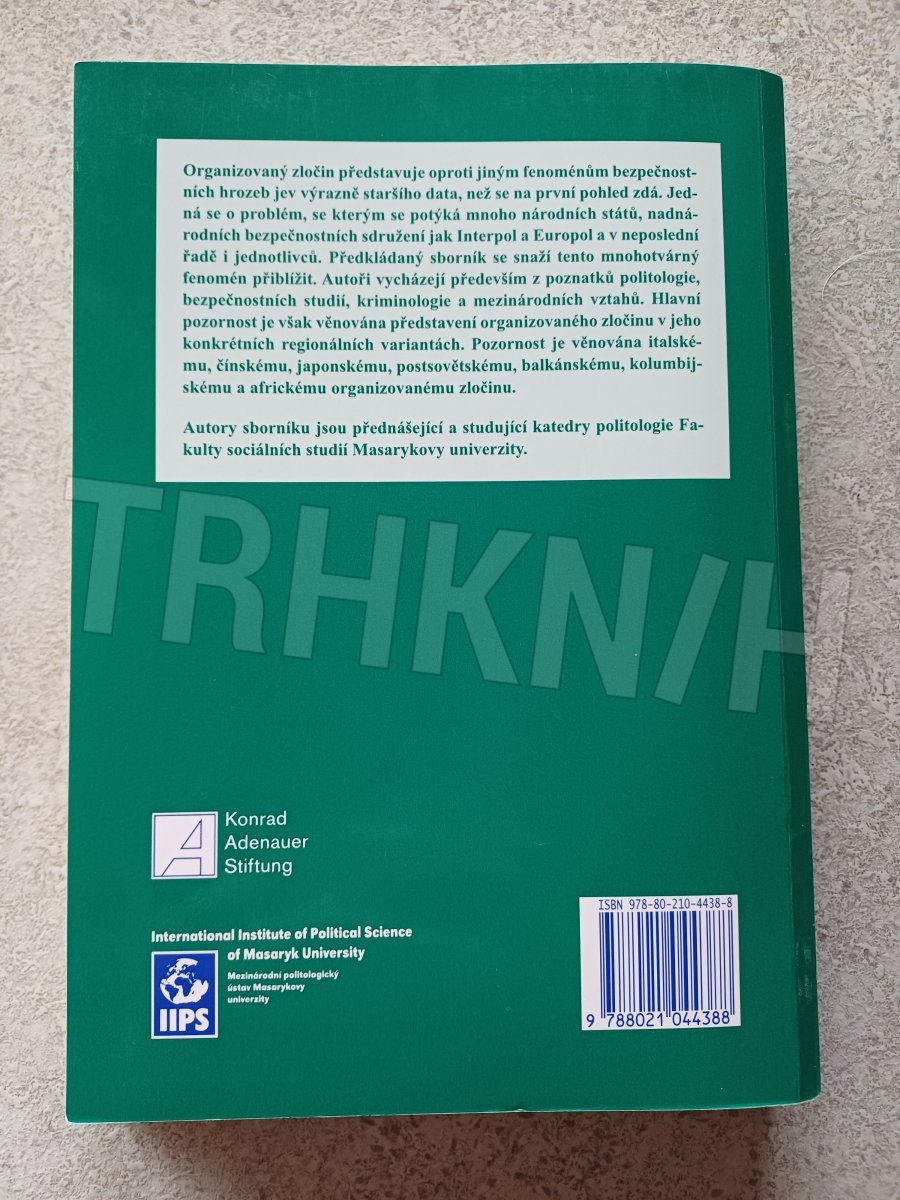 Organizovaný zločin představuje oproti jiným fenoménům bezpečnost-
ních hrozeb jev výrazně staršího data, než se na první pohled zdá. Jed-
ná se o problém, se kterým se potýká mnoho národních států, nadná-
rodních bezpečnostních sdružení jak Interpol a Europol a v neposlední
řadě i jednotlivců. Předkládaný sborník se snaží tento mnohotvárný
fenomén přiblížit. Autoři vycházejí především z poznatků politologie,
bezpečnostních studií, kriminologie a mezinárodních vztahů. Hlavní
pozornost je však věnována představení organizovaného zločinu v jeho
konkrétních regionálních variantách. Pozornost je věnována italské-
mu, čínskému, japonskému, postsovětskému, balkánskému, kolumbij-
skému a africkému organizovanému zločinu.
Autory sborníku jsou přednášející a studující katedry politologie Fa-
kulty sociálních studií Masarykovy univerzity.
TRHKNIH
Konrad
Adenauer
Stiftung
International Institute of Political Science
of Masaryk University
Mezinárodní politologický
ústav Masarykovy
univerzity
IIPS
ISBN 978-80-210-4438-8
9 788021 044388